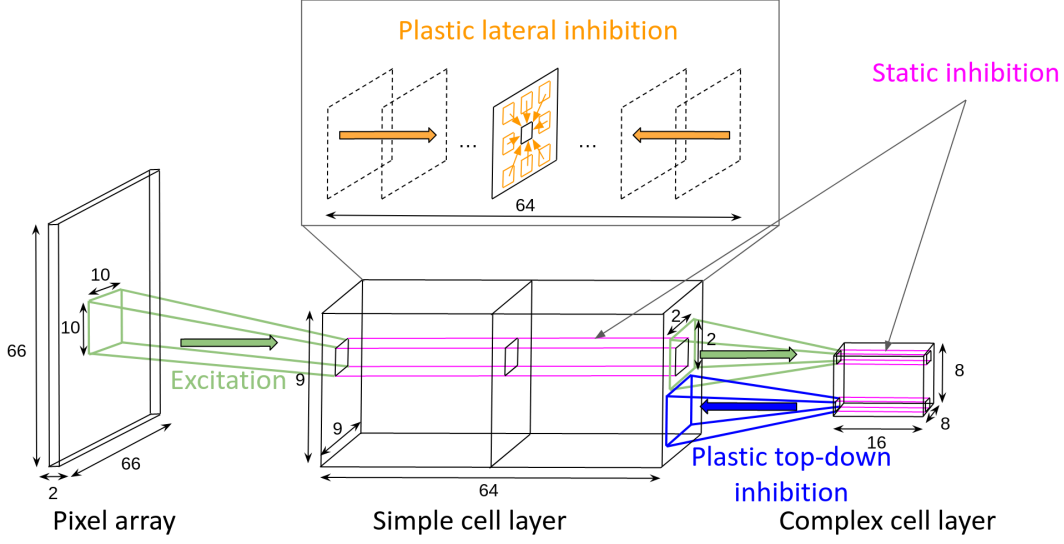 Plastic lateral inhibition
Static inhibition
...
...
64
10
10
66
Excitation
2
2
9
9
8
8
66
2
64
16
Plastic top-down
inhibition
Pixel array
Simple cell layer
Complex cell layer